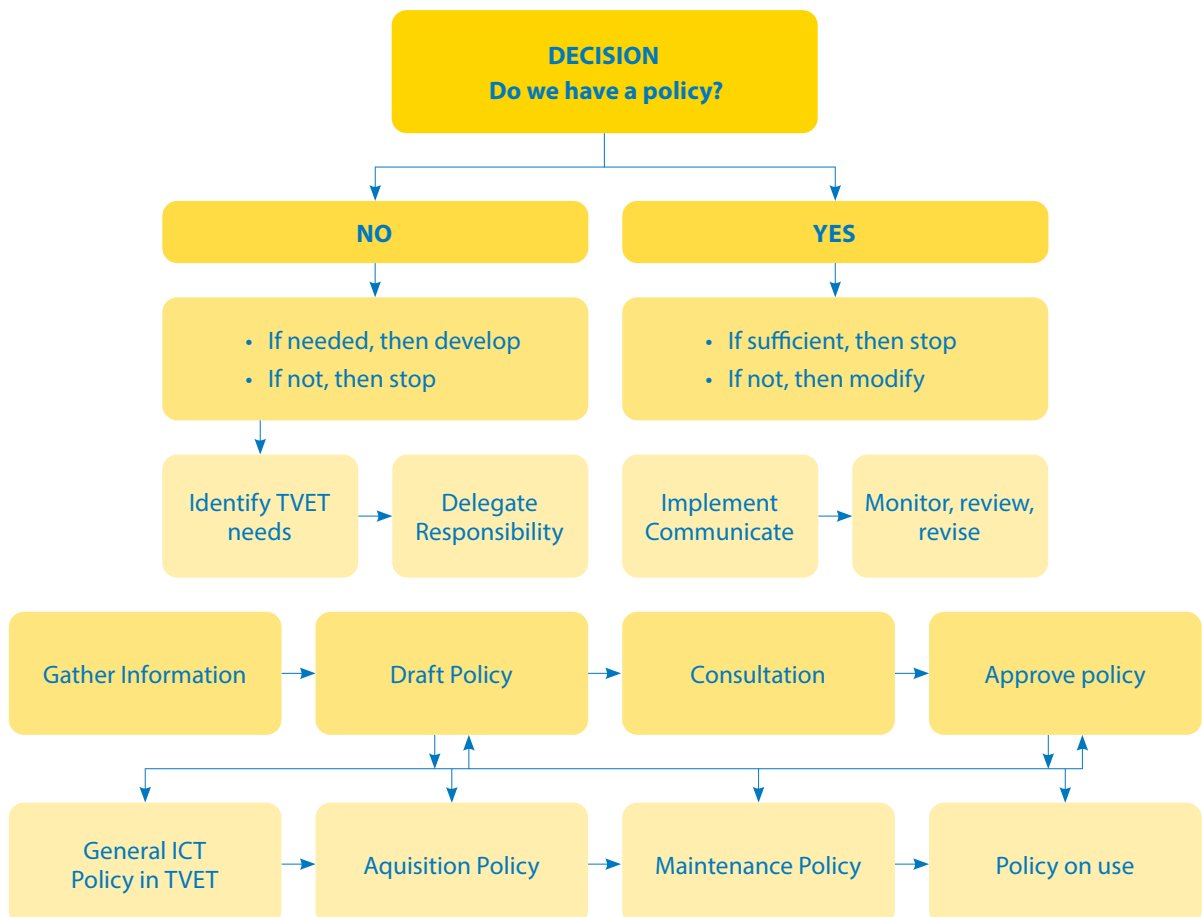 DECISION
Do we have a policy?
NO
YES
• If needed, then develop
• If not, then stop
• If sufficient, then stop
• If not, then modify
Identify TVET
needs
Delegate
Responsibility
Implement
Communicate
Monitor, review,
revise
Gather Information
Draft Policy
Consultation
Approve policy
General ICT
Policy in TVET
Aquisition Policy
Maintenance Policy
Policy on use